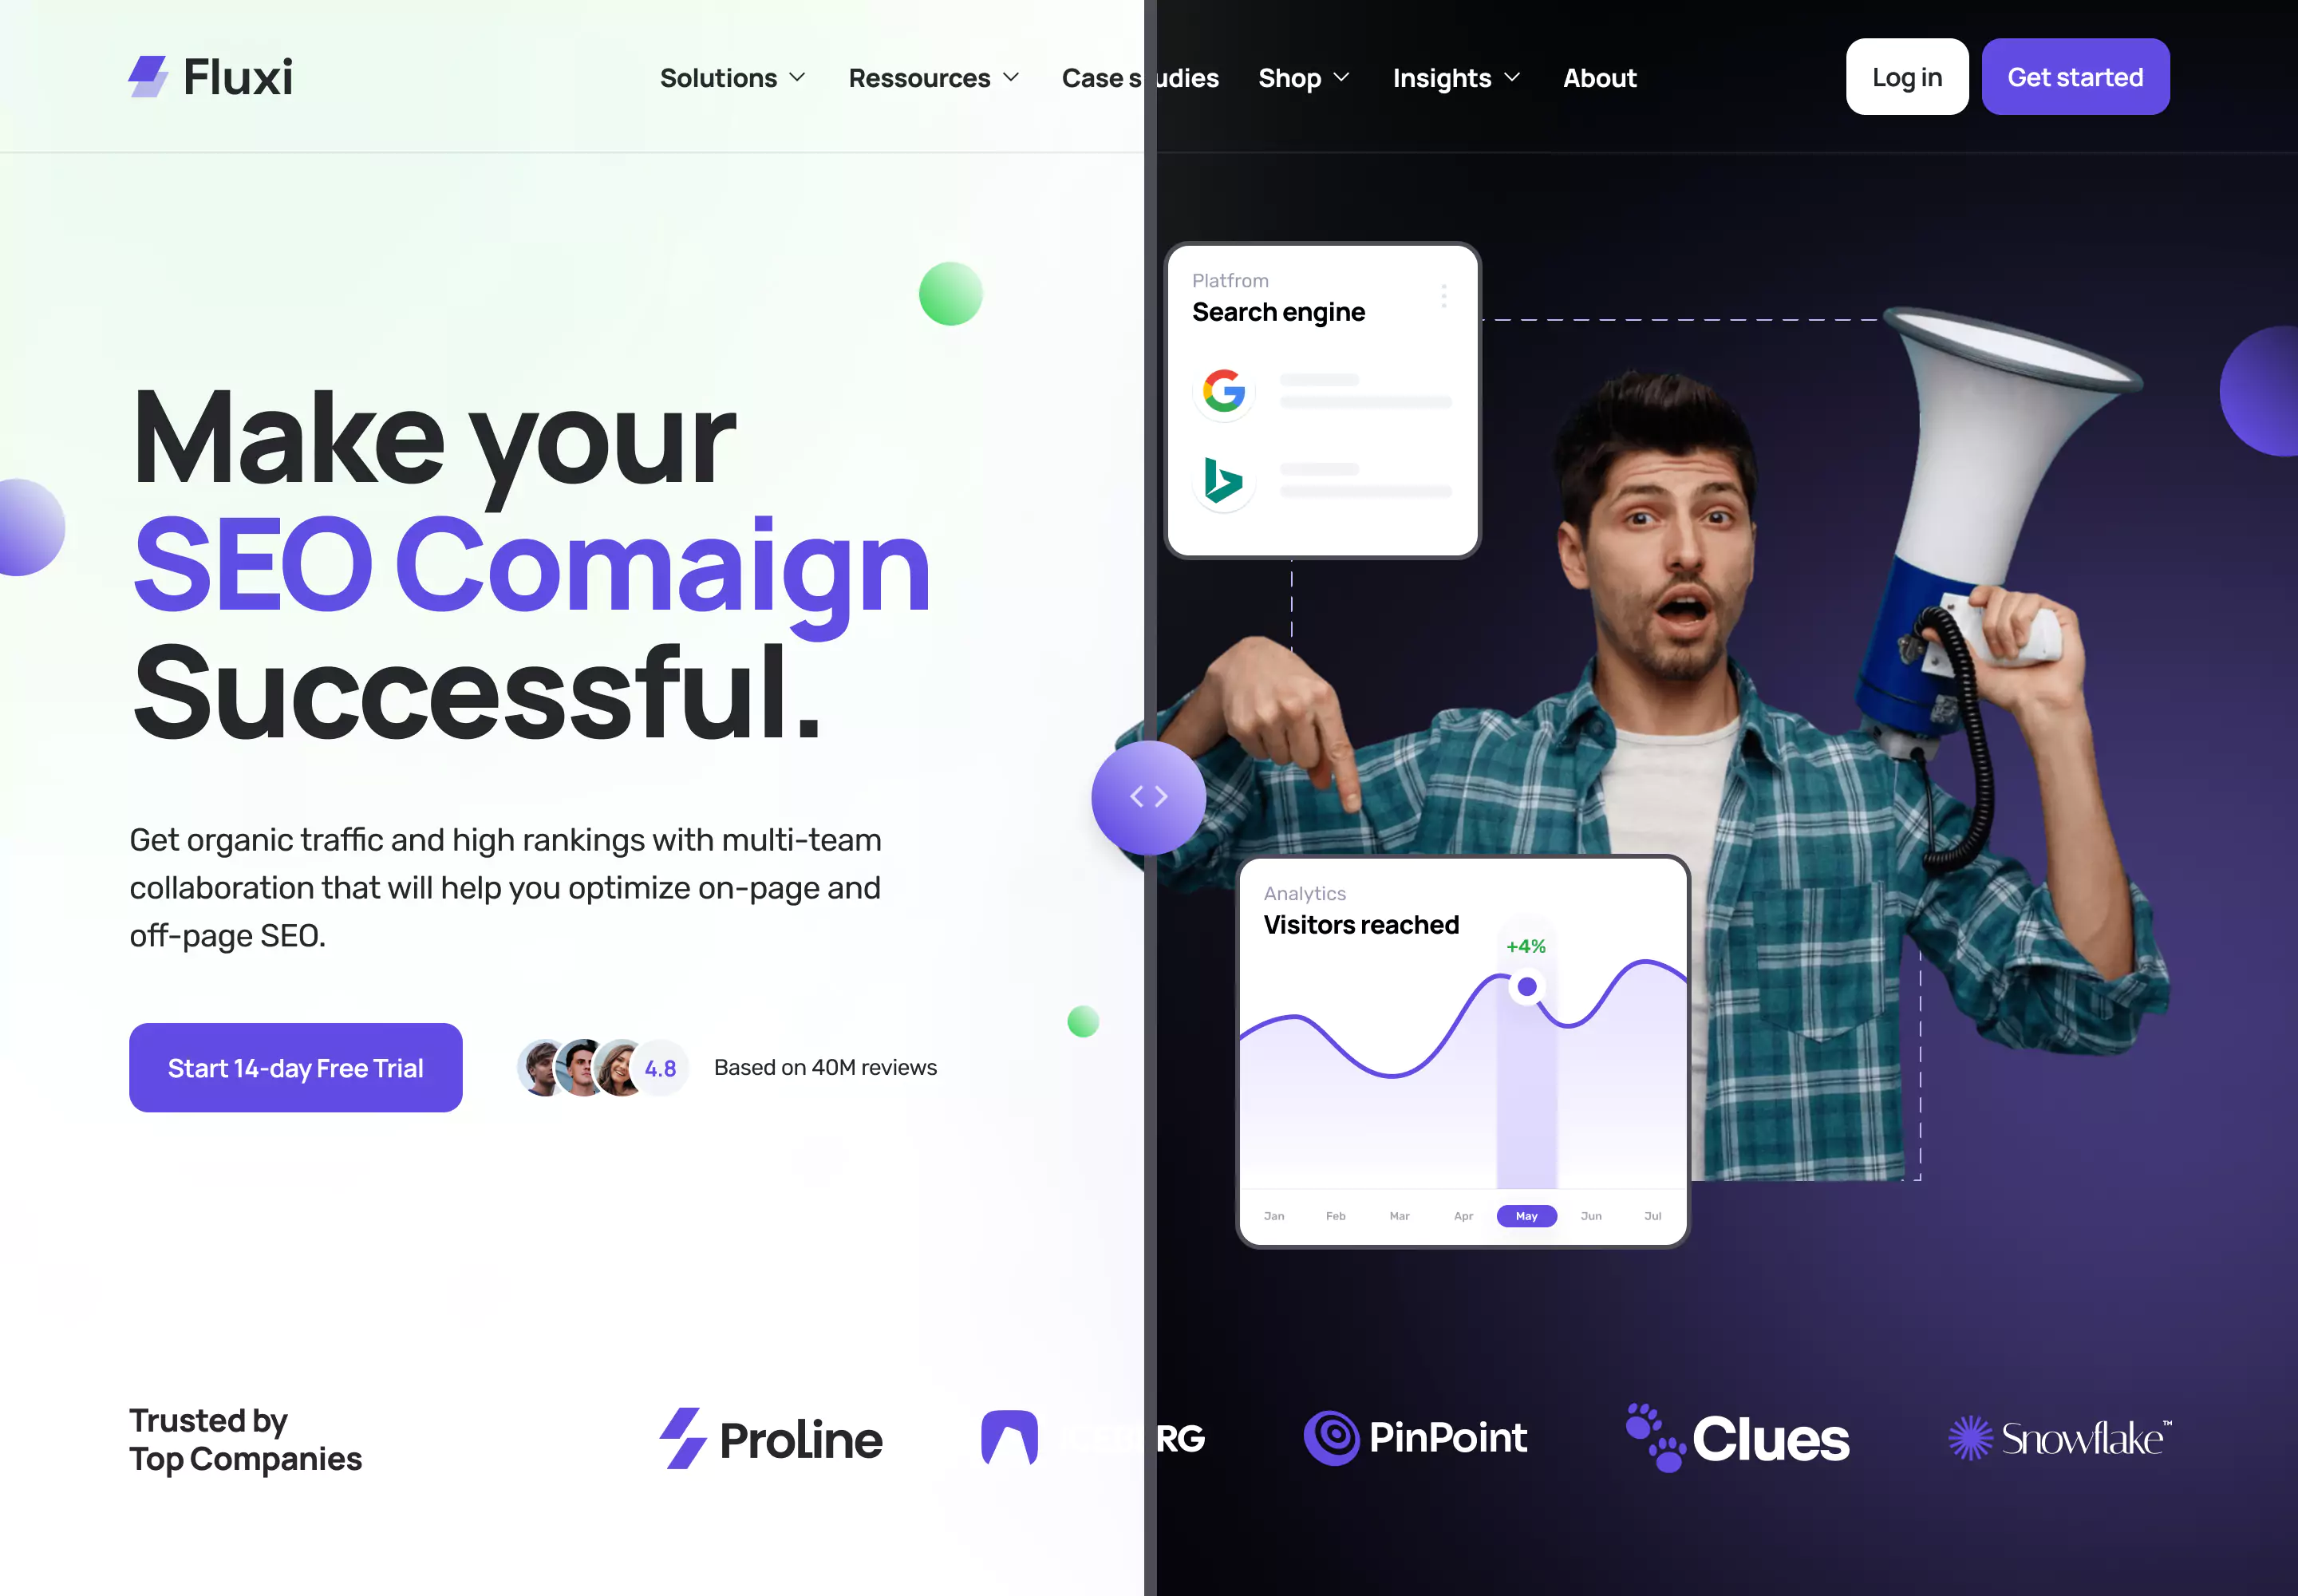 Fluxi
Solutions
Ressources
Case s udies
Shop
Insights
About
Log in
Get started
Make your
SEO Comaign
Successful.
Get organic traffic and high rankings with multi-team
collaboration that will help you optimize on-page and
off-page SEO.
Start 14-day Free Trial
4.8
Based on 40M reviews
Platfrom
Search engine
Analytics
Visitors reached
+4%
Jan
Feb
Mar
Apr
May
Jun
Jul
Trusted by
Top Companies
ProLine
RG
PinPoint
Clues
Snowflake™